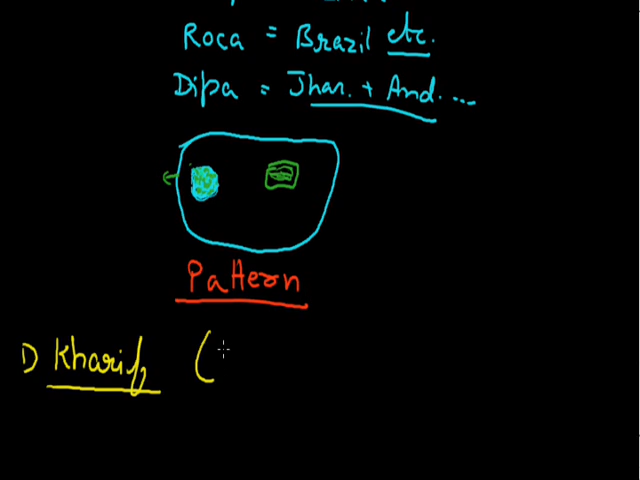 Roca = Brazil etc.
Dipa = Jhar. + And...
Pattern
1) Kharif, (